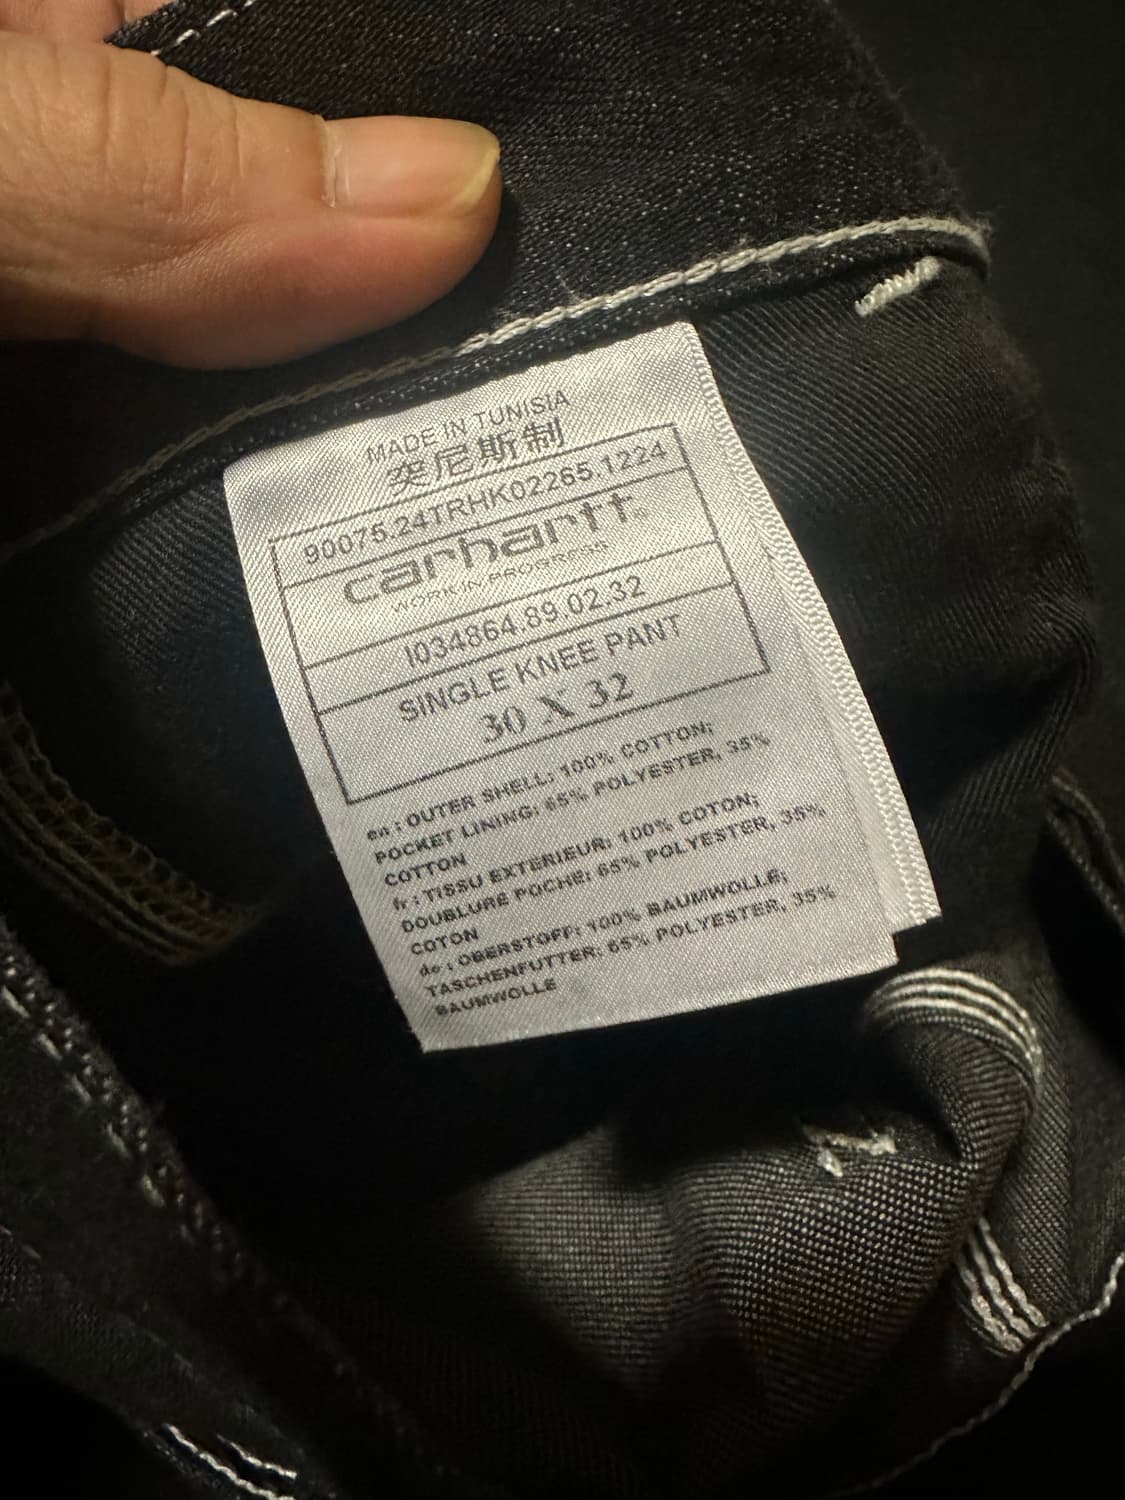 MADE IN TUNISIA
突尼斯制
90075.24TRHK02265.1224
carhartt®
WORK IN PROGRESS
I034864.89.02.32
SINGLE KNEE PANT
30 X 32
en : OUTER SHELL: 100% COTTON;
POCKET LINING: 65% POLYESTER, 35%
COTTON
fr : TISSU EXTERIEUR: 100% COTON;
DOUBLURE POCHE: 65% POLYESTER, 35%
COTON
de : OBERSTOFF: 100% BAUMWOLLE;
TASCHENFUTTER: 65% POLYESTER, 35%
BAUMWOLLE